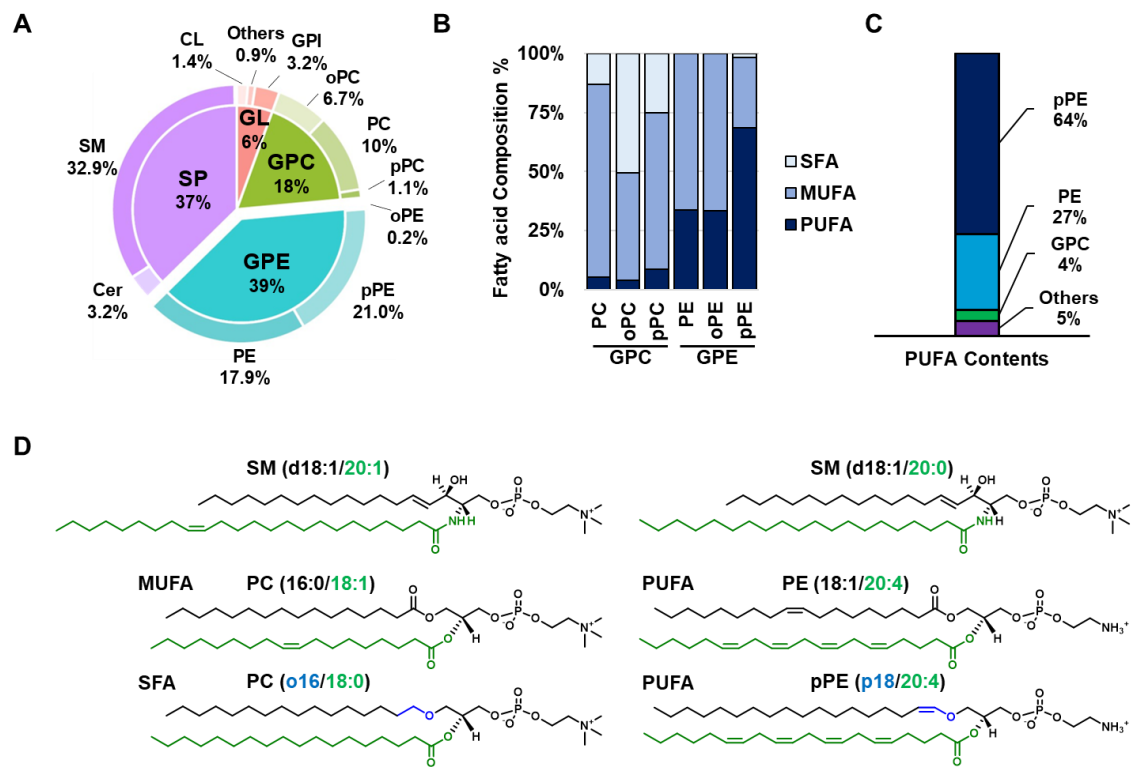 A
CL
1.4%
Others
0.9%
GPI
3.2%
oPC
6.7%
PC
10%
pPC
1.1%
oPE
0.2%
pPE
21.0%
PE
17.9%
Cer
3.2%
SM
32.9%
GL
6%
GPC
18%
SP
37%
GPE
39%
B
Fatty acid Composition %
100%
75%
50%
25%
0%
PC
oPC
pPC
PE
oPE
pPE
GPC
GPE
SFA
MUFA
PUFA
C
pPE
64%
PE
27%
GPC
4%
Others
5%
PUFA Contents
D
SM (d18:1/20:1)
H
OH
O
P
O
O-
O
N+
NH
H
O
SM (d18:1/20:0)
H
OH
O
P
O
O-
O
N+
NH
H
O
MUFA
PC (16:0/18:1)
O
O
O
P
O
O-
O
N+
O
H
O
PUFA
PE (18:1/20:4)
O
O
O
P
O
O-
O
NH3+
O
H
O
SFA
PC (o16/18:0)
O
O
P
O
O-
O
N+
O
H
O
PUFA
pPE (p18/20:4)
O
O
P
O
O-
O
NH3+
O
H
O